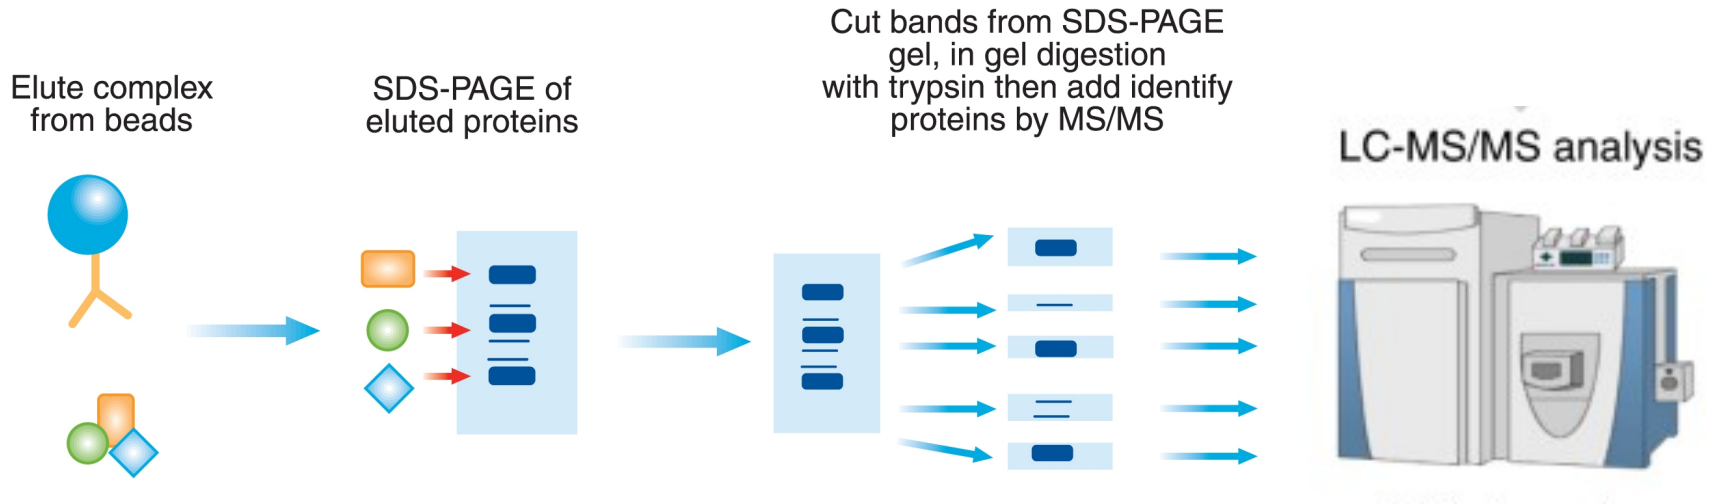 Elute complex
from beads
SDS-PAGE of
eluted proteins
Cut bands from SDS-PAGE
gel, in gel digestion
with trypsin then add identify
proteins by MS/MS
LC-MS/MS analysis